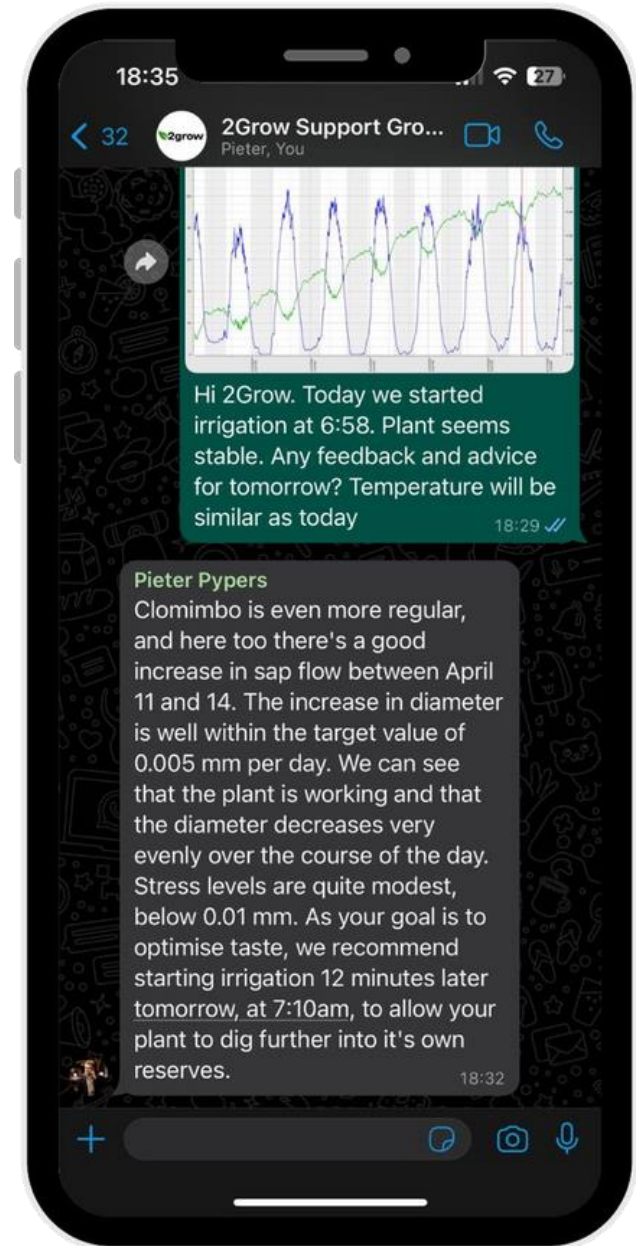 18:35
27
32
2grow
2Grow Support Gro...
Pieter, You
Hi 2Grow. Today we started
irrigation at 6:58. Plant seems
stable. Any feedback and advice
for tomorrow? Temperature will be
similar as today
18:29
Pieter Pypers
Clomimbo is even more regular,
and here too there's a good
increase in sap flow between April
11 and 14. The increase in diameter
is well within the target value of
0.005 mm per day. We can see
that the plant is working and that
the diameter decreases very
evenly over the course of the day.
Stress levels are quite modest,
below 0.01 mm. As your goal is to
optimise taste, we recommend
starting irrigation 12 minutes later
tomorrow, at 7:10am, to allow your
plant to dig further into it's own
reserves.
18:32